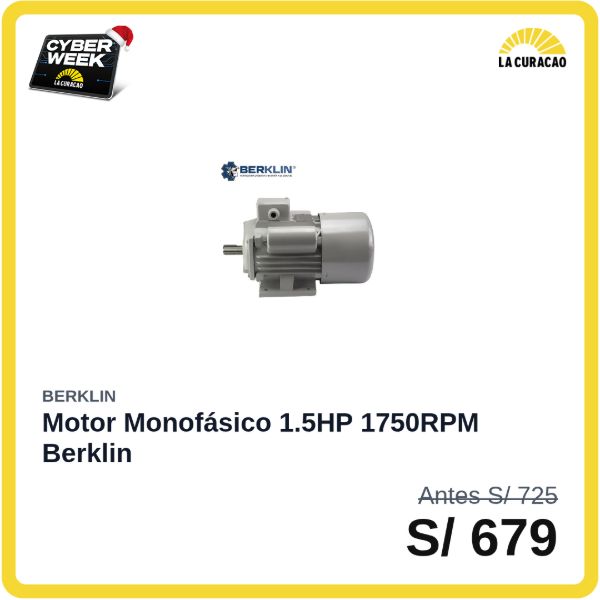 CYBER
WEEK
LA CURACAO
LA CURACAO
BERKLIN®
BERKLIN
Motor Monofásico 1.5HP 1750RPM
Berklin
Antes S/ 725
S/ 679